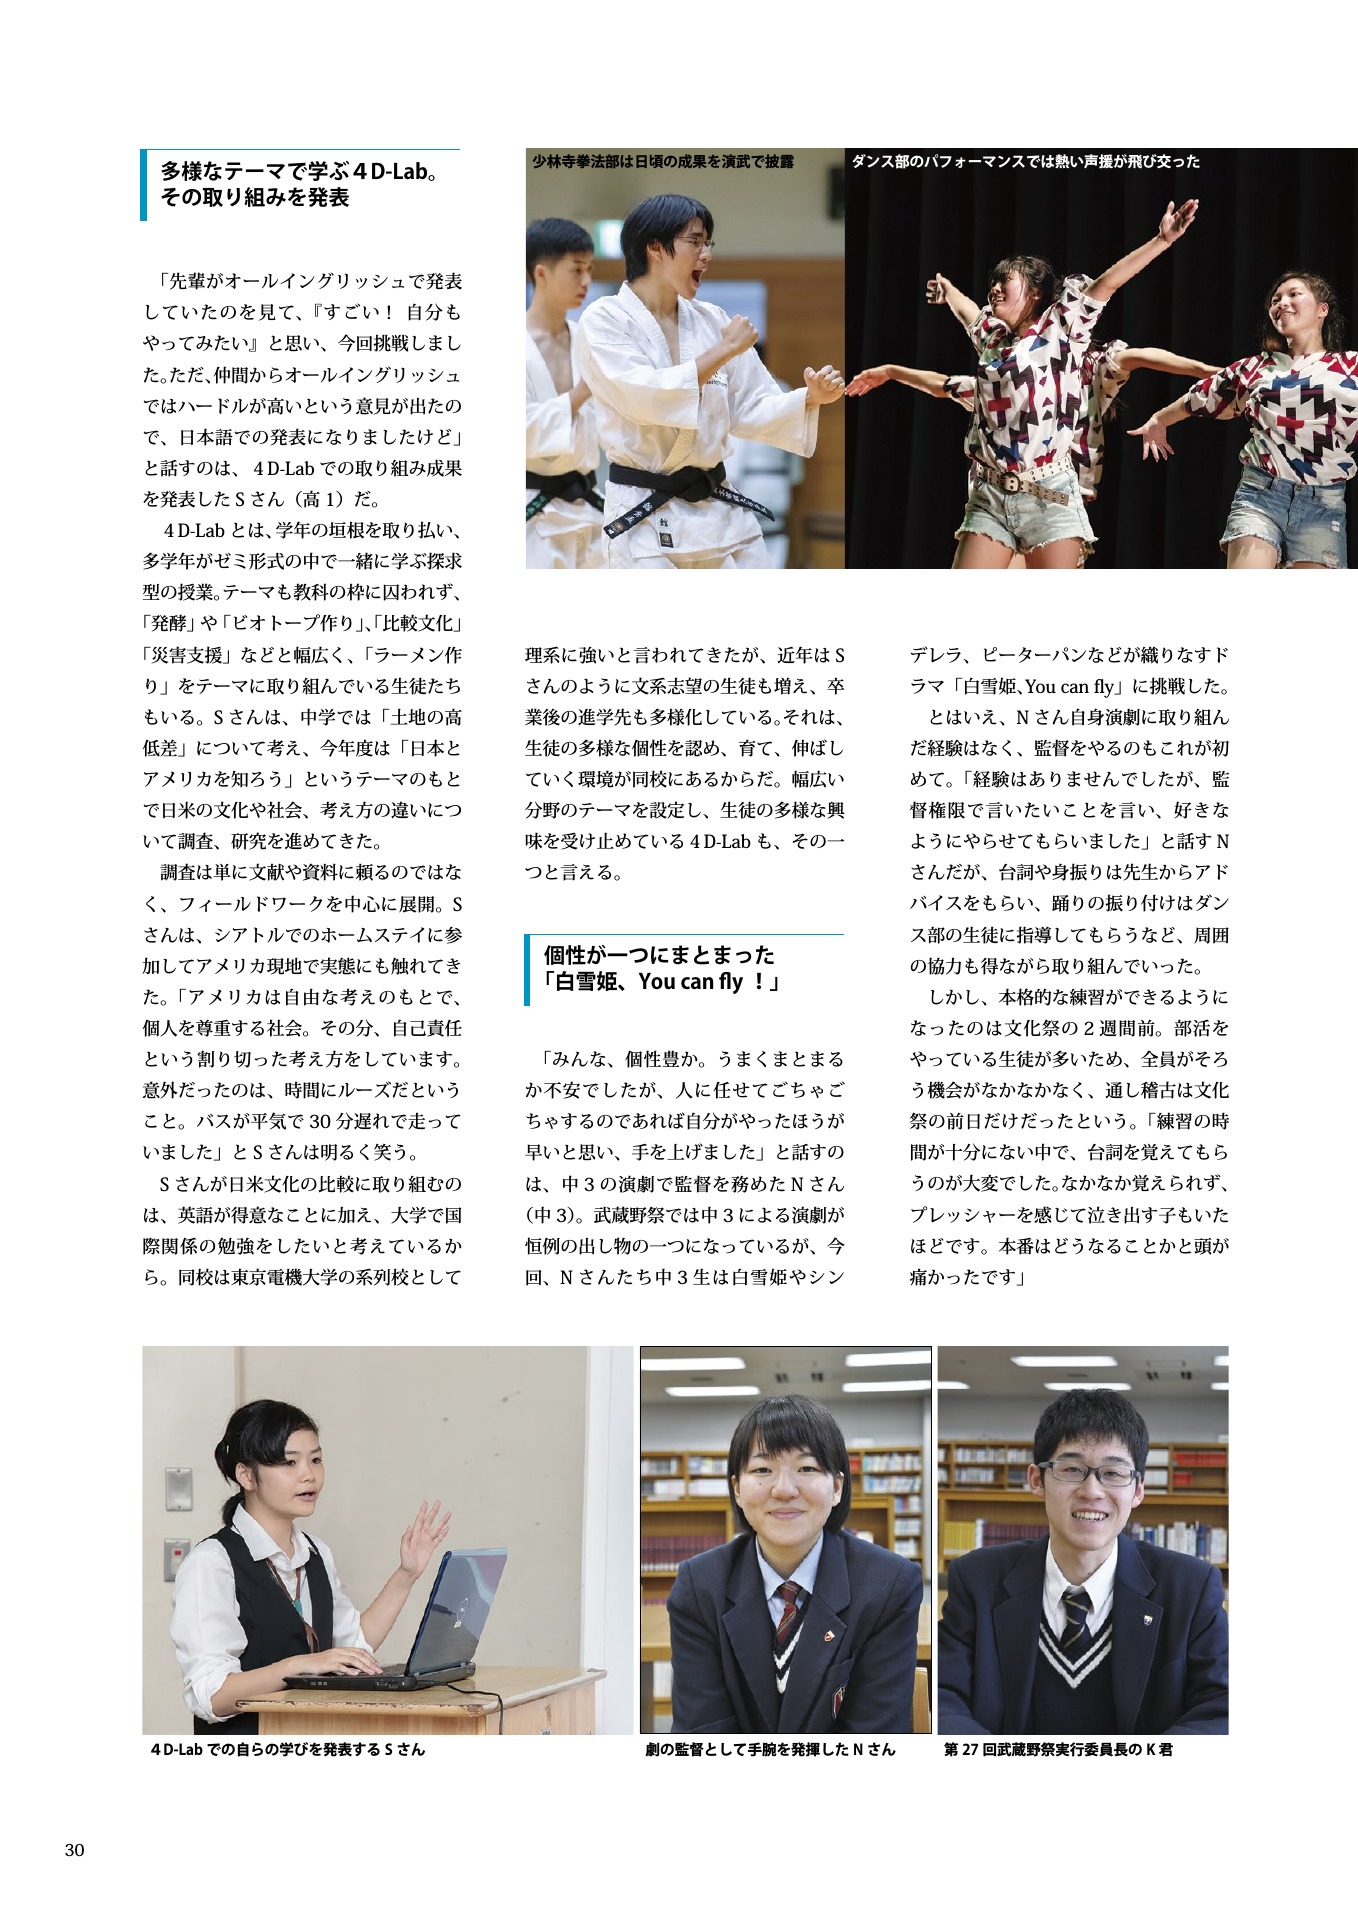 多様なテーマで学ぶ４D-Lab。
その取り組みを発表
「先輩がオールイングリッシュで発表
していたのを見て、『すごい！ 自分も
やってみたい』と思い、今回挑戦しまし
た。ただ、仲間からオールイングリッシュ
ではハードルが高いという意見が出たの
で、日本語での発表になりましたけど」
と話すのは、４D-Lab での取り組み成果
を発表した S さん（高 1）だ。
４D-Lab とは、学年の垣根を取り払い、
多学年がゼミ形式の中で一緒に学ぶ探求
型の授業。テーマも教科の枠に囚われず、
「発酵」や「ビオトープ作り」、「比較文化」
「災害支援」などと幅広く、「ラーメン作
り」をテーマに取り組んでいる生徒たち
もいる。S さんは、中学では「土地の高
低差」について考え、今年度は「日本と
アメリカを知ろう」というテーマのもと
で日米の文化や社会、考え方の違いにつ
いて調査、研究を進めてきた。
調査は単に文献や資料に頼るのではな
く、フィールドワークを中心に展開。S
さんは、シアトルでのホームステイに参
加してアメリカ現地で実態にも触れてき
た。「アメリカは自由な考えのもとで、
個人を尊重する社会。その分、自己責任
という割り切った考え方をしています。
意外だったのは、時間にルーズだという
こと。バスが平気で 30 分遅れで走って
いました」と S さんは明るく笑う。
S さんが日米文化の比較に取り組むの
は、英語が得意なことに加え、大学で国
際関係の勉強をしたいと考えているか
ら。同校は東京電機大学の系列校として
少林寺拳法部は日頃の成果を演武で披露
ダンス部のパフォーマンスでは熱い声援が飛び交った
理系に強いと言われてきたが、近年は S
さんのように文系志望の生徒も増え、卒
業後の進学先も多様化している。それは、
生徒の多様な個性を認め、育て、伸ばし
ていく環境が同校にあるからだ。幅広い
分野のテーマを設定し、生徒の多様な興
味を受け止めている４D-Lab も、その一
つと言える。
個性が一つにまとまった
「白雪姫、You can fly ！」
「みんな、個性豊か。うまくまとまる
か不安でしたが、人に任せてごちゃご
ちゃするのであれば自分がやったほうが
早いと思い、手を上げました」と話すの
は、中３の演劇で監督を務めた N さん
（中 3）。武蔵野祭では中３による演劇が
恒例の出し物の一つになっているが、今
回、N さんたち中３生は白雪姫やシン
デレラ、ピーターパンなどが織りなすド
ラマ「白雪姫、You can fly」に挑戦した。
とはいえ、N さん自身演劇に取り組ん
だ経験はなく、監督をやるのもこれが初
めて。「経験はありませんでしたが、監
督権限で言いたいことを言い、好きな
ようにやらせてもらいました」と話す N
さんだが、台詞や身振りは先生からアド
バイスをもらい、踊りの振り付けはダン
ス部の生徒に指導してもらうなど、周囲
の協力も得ながら取り組んでいった。
しかし、本格的な練習ができるように
なったのは文化祭の２週間前。部活を
やっている生徒が多いため、全員がそろ
う機会がなかなかなく、通し稽古は文化
祭の前日だけだったという。「練習の時
間が十分にない中で、台詞を覚えてもら
うのが大変でした。なかなか覚えられず、
プレッシャーを感じて泣き出す子もいた
ほどです。本番はどうなることかと頭が
痛かったです」
４D-Lab での自らの学びを発表する S さん
劇の監督として手腕を発揮した N さん
第 27 回武蔵野祭実行委員長の K 君
30